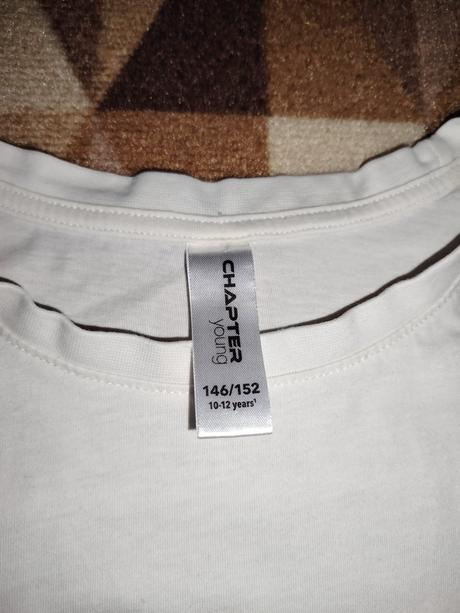 CHAPTER
young
146/152
10-12 years¹